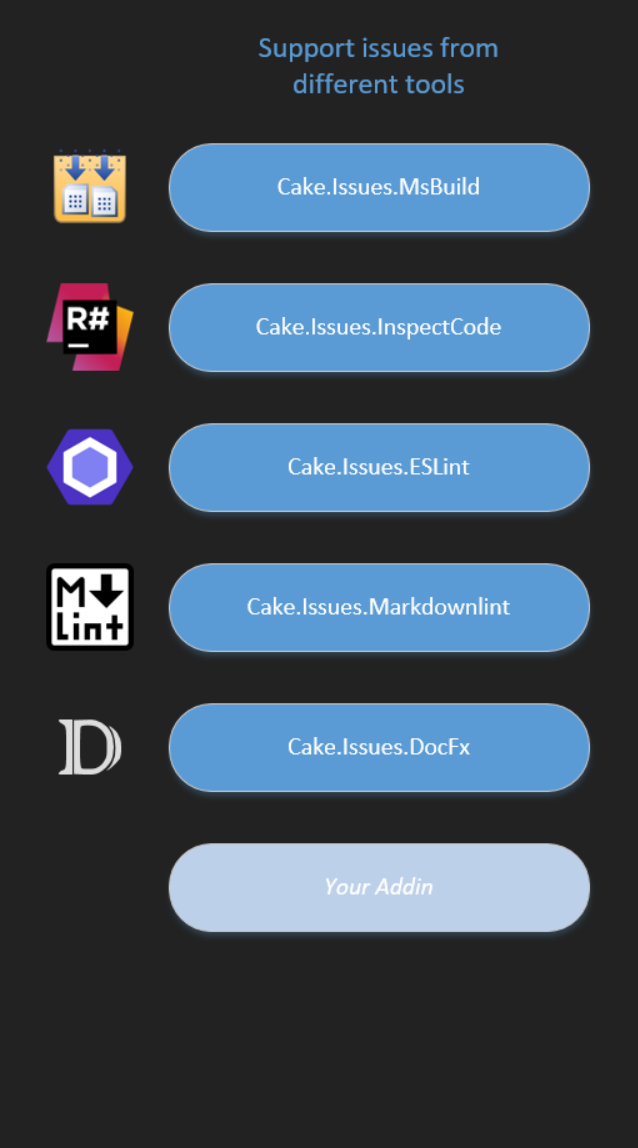 Support issues from
different tools
Cake.Issues.MsBuild
R#
Cake.Issues.InspectCode
Cake.Issues.ESLint
M
Lint
Cake.Issues.Markdownlint
D
Cake.Issues.DocFx
Your Addin